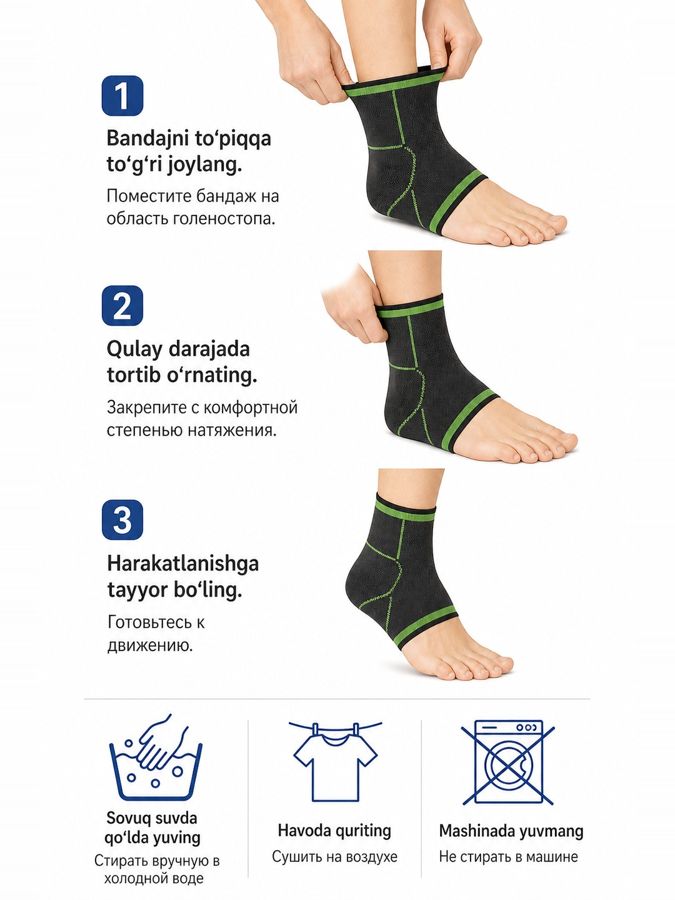 1
Bandajni to‘piqqa
to‘g‘ri joylang.
Поместите бандаж на
область голеностопа.
2
Qulay darajada
tortib o‘rnating.
Закрепите с комфортной
степенью натяжения.
3
Harakatlanishga
tayyor bo‘ling.
Готовьтесь к
движению.
Sovuq suvda
qo‘lda yuving
Стирать вручную в
холодной воде
Havoda quriting
Сушить на воздухе
Mashinada yuvmang
Не стирать в машине